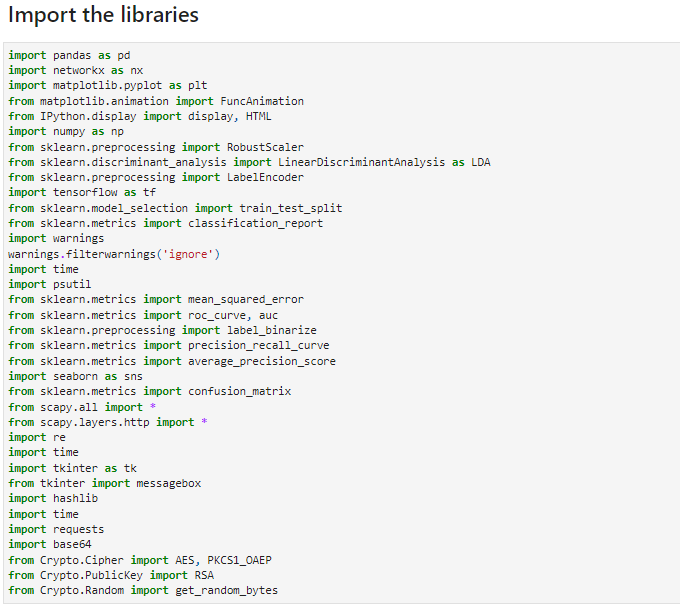 Import the libraries
import pandas as pd
import networkx as nx
import matplotlib.pyplot as plt
from matplotlib.animation import FuncAnimation
from IPython.display import display, HTML
import numpy as np
from sklearn.preprocessing import RobustScaler
from sklearn.discriminant_analysis import LinearDiscriminantAnalysis as LDA
from sklearn.preprocessing import LabelEncoder
import tensorflow as tf
from sklearn.model_selection import train_test_split
from sklearn.metrics import classification_report
import warnings
warnings.filterwarnings('ignore')
import time
import psutil
from sklearn.metrics import mean_squared_error
from sklearn.metrics import roc_curve, auc
from sklearn.preprocessing import label_binarize
from sklearn.metrics import precision_recall_curve
from sklearn.metrics import average_precision_score
import seaborn as sns
from sklearn.metrics import confusion_matrix
from scapy.all import *
from scapy.layers.http import *
import re
import time
import tkinter as tk
from tkinter import messagebox
import hashlib
import time
import requests
import base64
from Crypto.Cipher import AES, PKCS1_OAEP
from Crypto.PublicKey import RSA
from Crypto.Random import get_random_bytes